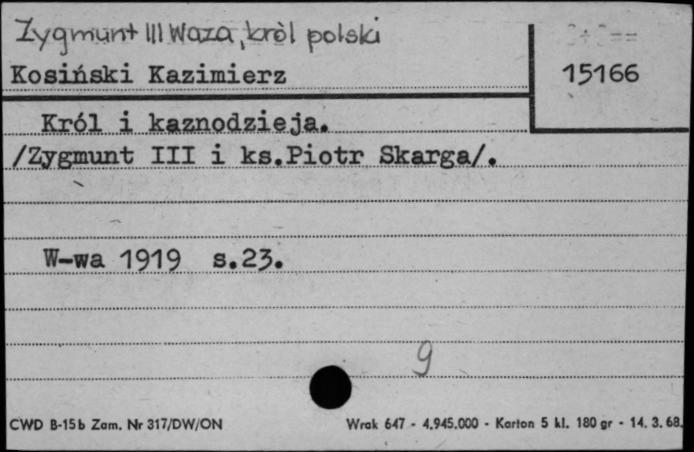 Zygmunt III Waza, król polski
Kosiński Kazimierz
15166
Król i kaznodzieja.
/Zygmunt III i ks.Piotr Skarga/.
W-wa 1919 s.23.
9
CWD B-15b Zam. Nr 317/DW/ON
Wrak 647 - 4.945.000 - Karton 5 kl. 180 gr - 14. 3. 68.